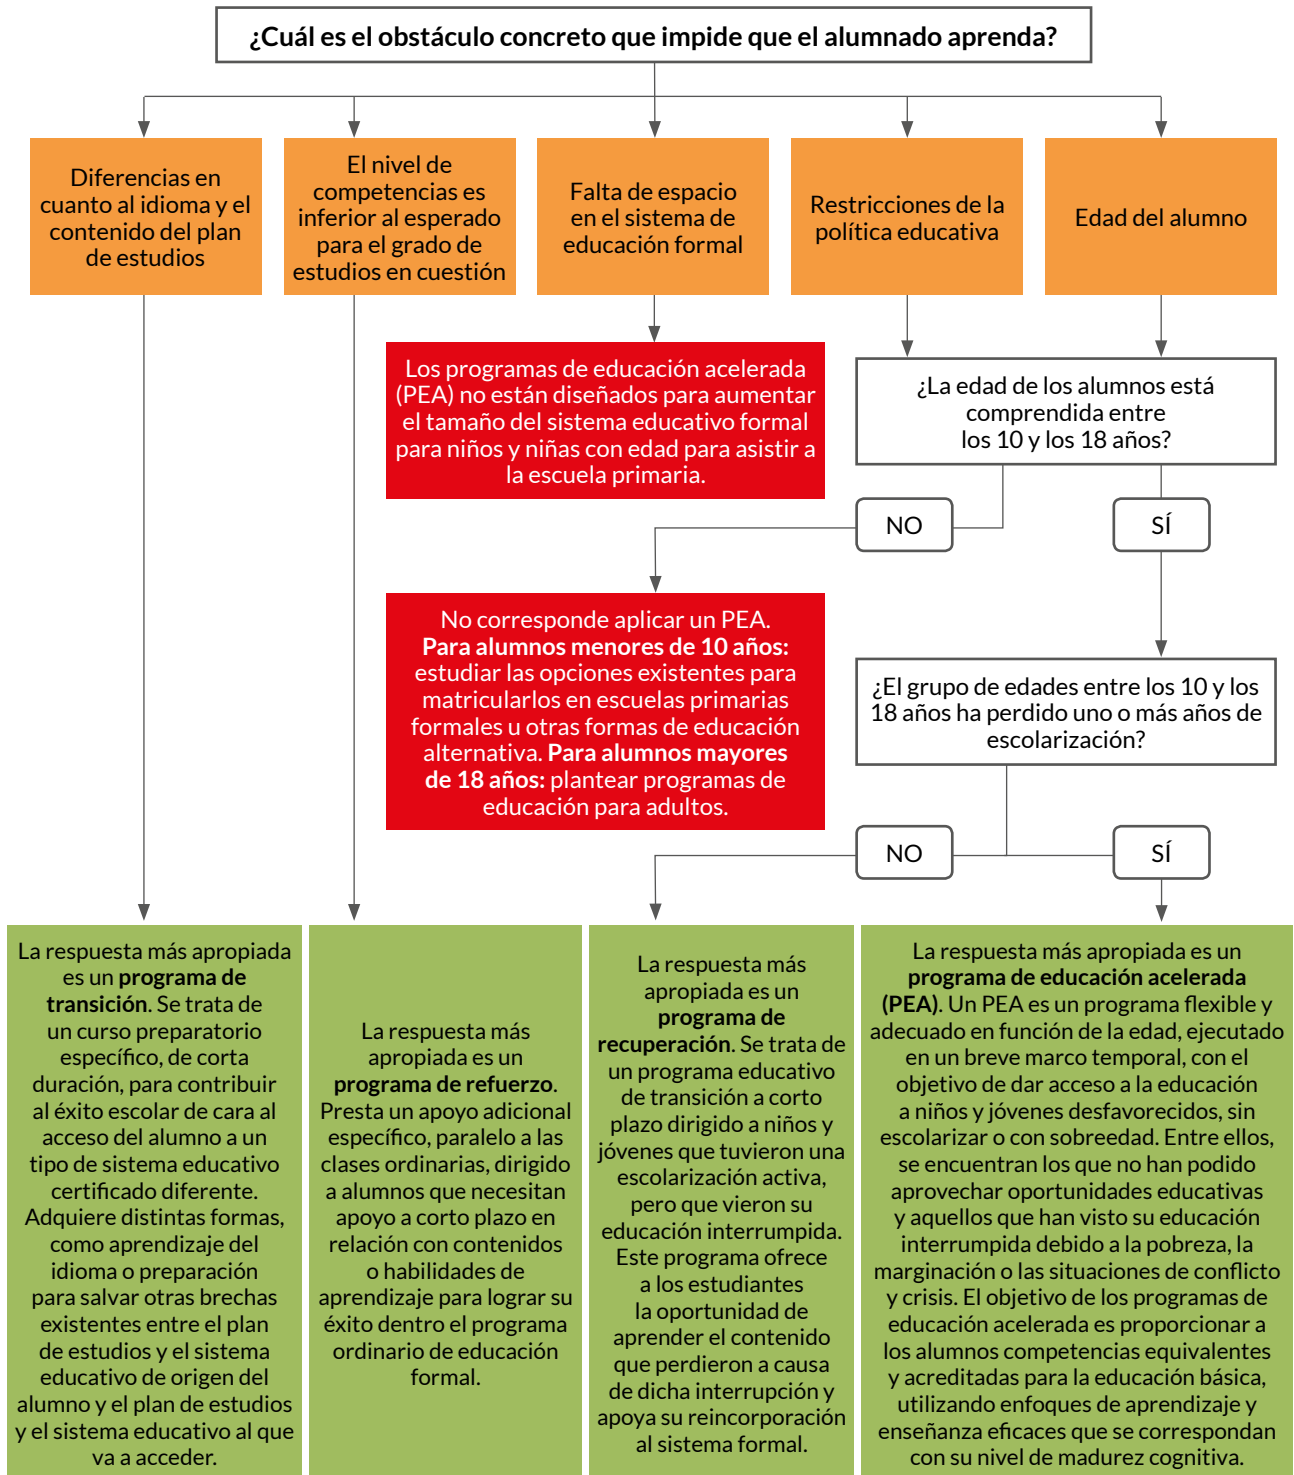 ¿Cuál es el obstáculo concreto que impide que el alumnado aprenda?
Diferencias en
cuanto al idioma y el
contenido del plan
de estudios
El nivel de
competencias es
inferior al esperado
para el grado de
estudios en cuestión
Falta de espacio
en el sistema de
educación formal
Restricciones de la
política educativa
Edad del alumno
Los programas de educación acelerada
(PEA) no están diseñados para aumentar
el tamaño del sistema educativo formal
para niños y niñas con edad para asistir a
la escuela primaria.
¿La edad de los alumnos está
comprendida entre
los 10 y los 18 años?
NO
SÍ
No corresponde aplicar un PEA.
Para alumnos menores de 10 años:
estudiar las opciones existentes para
matricularlos en escuelas primarias
formales u otras formas de educación
alternativa. Para alumnos mayores
de 18 años: plantear programas de
educación para adultos.
¿El grupo de edades entre los 10 y los
18 años ha perdido uno o más años de
escolarización?
NO
SÍ
La respuesta más apropiada
es un programa de
transición. Se trata de
un curso preparatorio
específico, de corta
duración, para contribuir
al éxito escolar de cara al
acceso del alumno a un
tipo de sistema educativo
certificado diferente.
Adquiere distintas formas,
como aprendizaje del
idioma o preparación
para salvar otras brechas
existentes entre el plan
de estudios y el sistema
educativo de origen del
alumno y el plan de estudios
y el sistema educativo al que
va a acceder.
La respuesta más
apropiada es un
programa de refuerzo.
Presta un apoyo adicional
específico, paralelo a las
clases ordinarias, dirigido
a alumnos que necesitan
apoyo a corto plazo en
relación con contenidos
o habilidades de
aprendizaje para lograr su
éxito dentro el programa
ordinario de educación
formal.
La respuesta más
apropiada es un
programa de
recuperación. Se trata de
un programa educativo
de transición a corto
plazo dirigido a niños y
jóvenes que tuvieron una
escolarización activa,
pero que vieron su
educación interrumpida.
Este programa ofrece
a los estudiantes
la oportunidad de
aprender el contenido
que perdieron a causa
de dicha interrupción y
apoya su reincorporación
al sistema formal.
La respuesta más apropiada es un
programa de educación acelerada
(PEA). Un PEA es un programa flexible y
adecuado en función de la edad, ejecutado
en un breve marco temporal, con el
objetivo de dar acceso a la educación
a niños y jóvenes desfavorecidos, sin
escolarizar o con sobreedad. Entre ellos,
se encuentran los que no han podido
aprovechar oportunidades educativas
y aquellos que han visto su educación
interrumpida debido a la pobreza, la
marginación o las situaciones de conflicto
y crisis. El objetivo de los programas de
educación acelerada es proporcionar a
los alumnos competencias equivalentes
y acreditadas para la educación básica,
utilizando enfoques de aprendizaje y
enseñanza eficaces que se correspondan
con su nivel de madurez cognitiva.